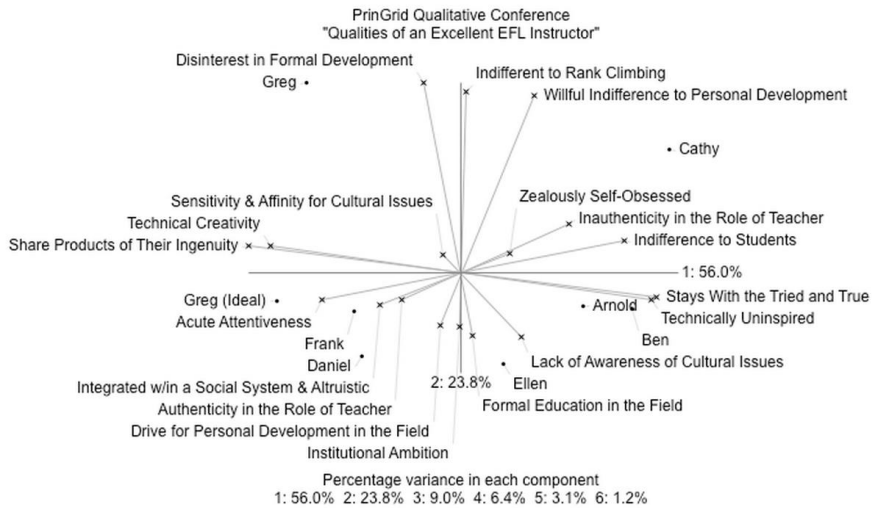 PrinGrid Qualitative Conference
"Qualities of an Excellent EFL Instructor"
Disinterest in Formal Development
Greg
Indifferent to Rank Climbing
Willful Indifference to Personal Development
Cathy
Sensitivity & Affinity for Cultural Issues
Zealously Self-Obsessed
Technical Creativity
Inauthenticity in the Role of Teacher
Share Products of Their Ingenuity
Indifference to Students
1: 56.0%
Greg (Ideal)
Arnold
Stays With the Tried and True
Acute Attentiveness
Technically Uninspired
Frank
Ben
Daniel
Lack of Awareness of Cultural Issues
2: 23.8%
Ellen
Integrated w/in a Social System & Altruistic
Authenticity in the Role of Teacher
Formal Education in the Field
Drive for Personal Development in the Field
Institutional Ambition
Percentage variance in each component
1: 56.0% 2: 23.8% 3: 9.0% 4: 6.4% 5: 3.1% 6: 1.2%